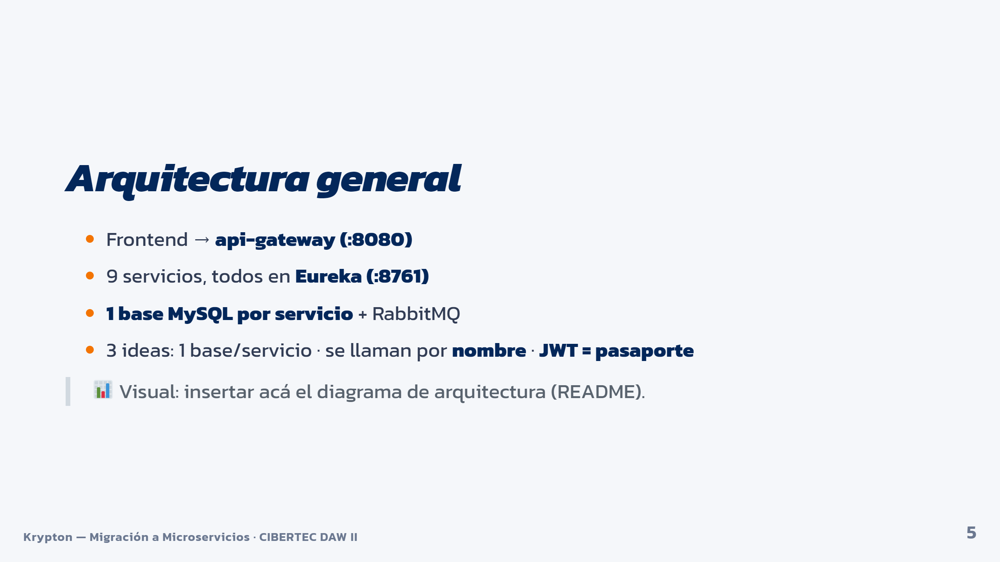 Arquitectura general
• Frontend → api-gateway (:8080)
• 9 servicios, todos en Eureka (:8761)
• 1 base MySQL por servicio + RabbitMQ
• 3 ideas: 1 base/servicio · se llaman por nombre · JWT = pasaporte
📊 Visual: insertar acá el diagrama de arquitectura (README).
Krypton — Migración a Microservicios · CIBERTEC DAW II
5